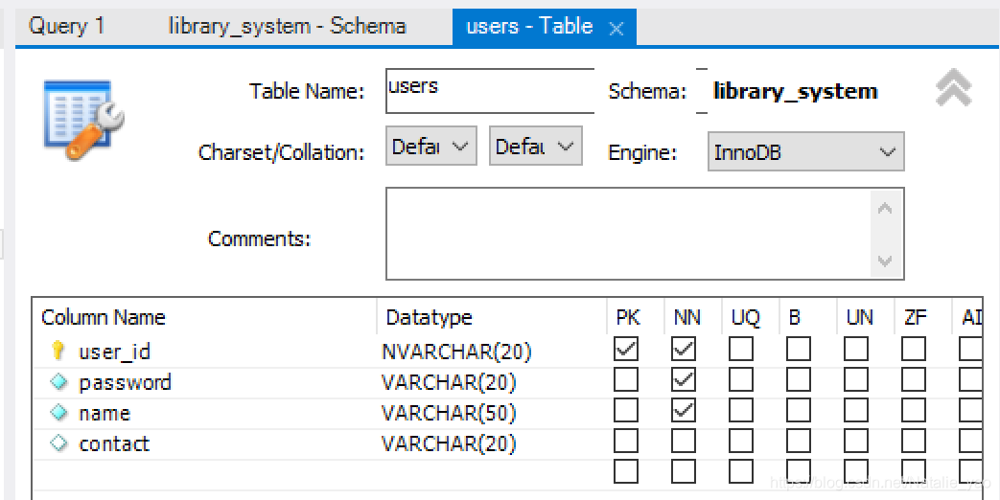 Query 1 library_system - Schema users - Table
Table Name: users Schema: library_system
Charset/Collation: Defau Defau Engine: InnoDB
Comments:
Column Name Datatype PK NN UQ B UN ZF AI
user_id NVARCHAR(20)
password VARCHAR(20)
name VARCHAR(50)
contact VARCHAR(20)
https://blog.csdn.net/Natalie_yao